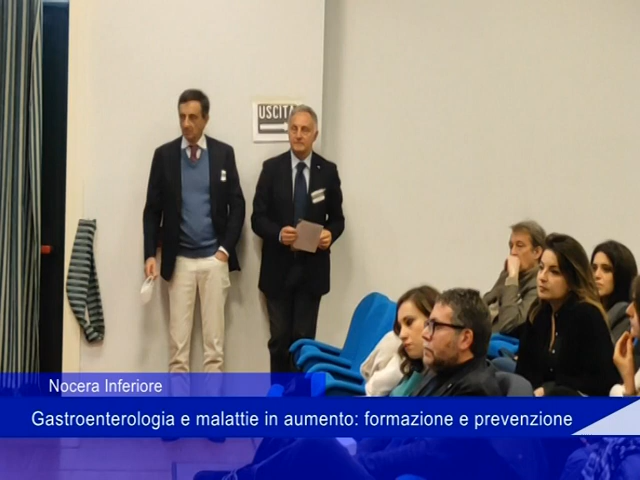 USCITA
Nocera Inferiore
Gastroenterologia e malattie in aumento: formazione e prevenzione